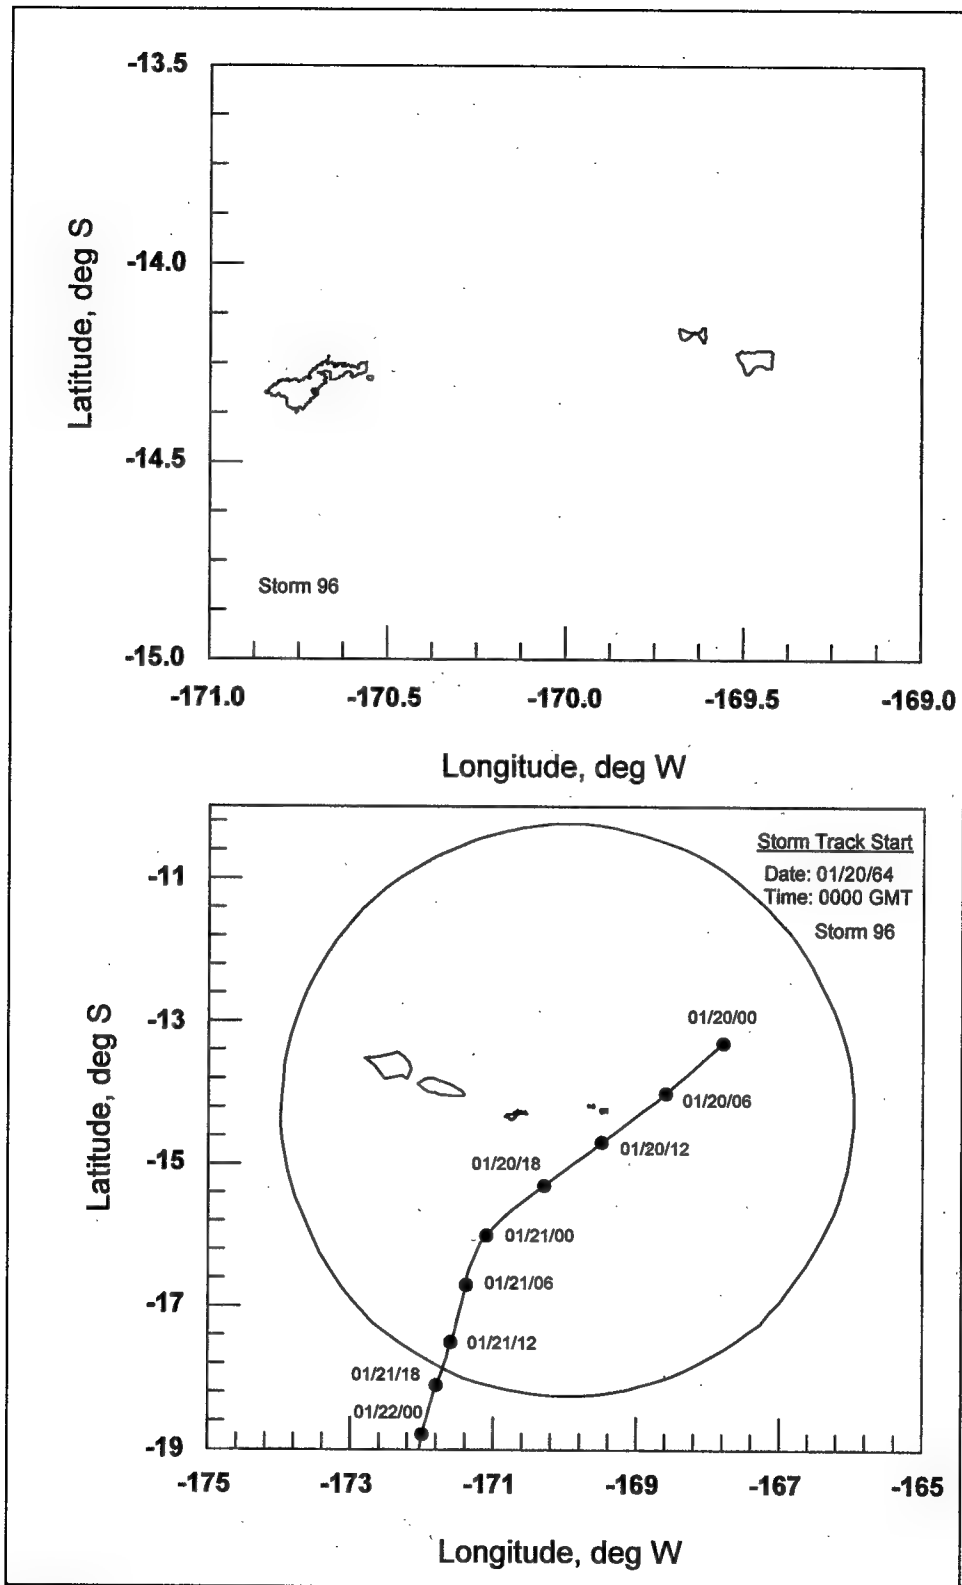 -13.5
-14.0
-14.5
-15.0
Latitude, deg S
Storm 96
-171.0 -170.5 -170.0 -169.5 -169.0
Longitude, deg W
Storm Track Start
Date: 01/20/64
Time: 0000 GMT
Storm 96
-11
-13
-15
-17
-19
Latitude, deg S
01/20/00
01/20/06
01/20/12
01/20/18
01/21/00
01/21/06
01/21/12
01/21/18
01/22/00
-175 -173 -171 -169 -167 -165
Longitude, deg W